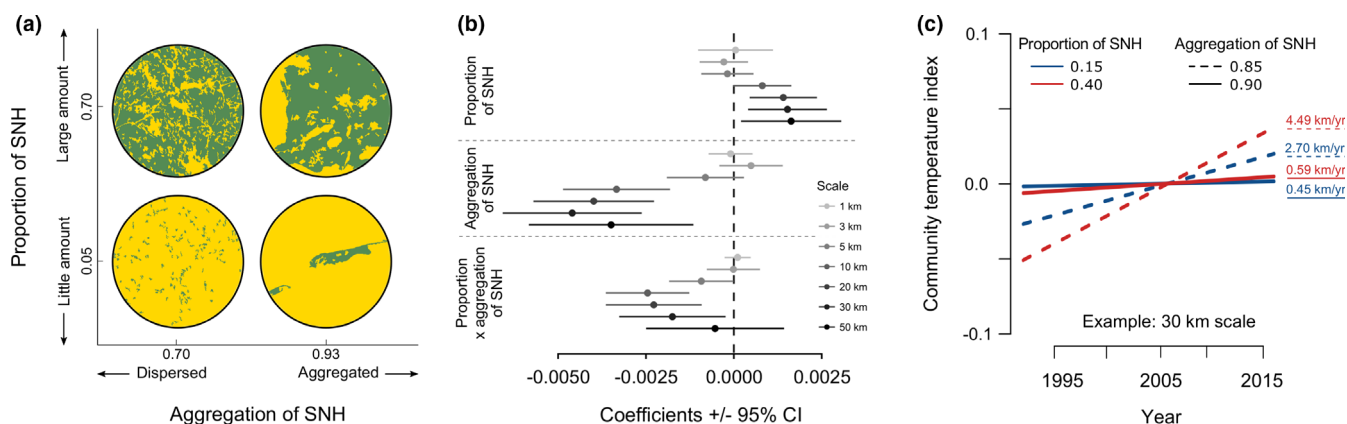 (a)
Proportion of SNH
Large amount
Little amount
0.70
0.05
0.70
0.93
Dispersed
Aggregated
Aggregation of SNH
(b)
Proportion
of SNH
Aggregation
of SNH
Proportion
x aggregation
of SNH
Scale
1 km
3 km
5 km
10 km
20 km
30 km
50 km
-0.0050
-0.0025
0.0000
0.0025
Coefficients +/- 95% CI
(c)
Community temperature index
0.1
0.0
-0.1
Proportion of SNH
0.15
0.40
Aggregation of SNH
0.85
0.90
4.49 km/yr
2.70 km/yr
0.59 km/yr
0.45 km/yr
Example: 30 km scale
1995
2005
2015
Year